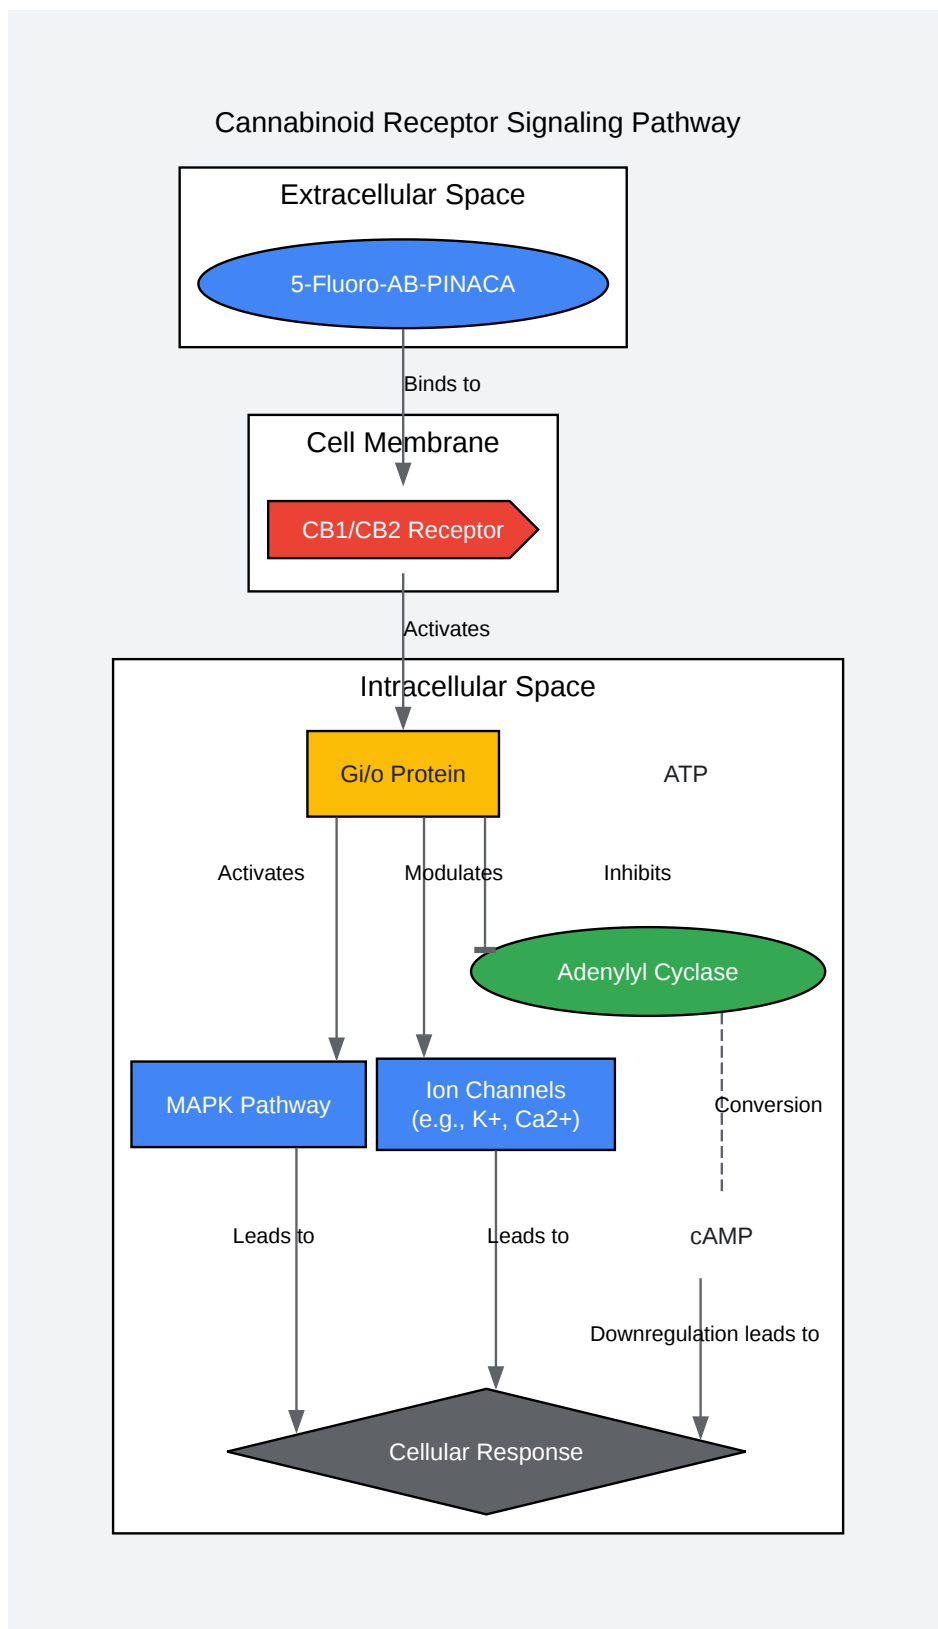 Cannabinoid Receptor Signaling Pathway
Extracellular Space
5-Fluoro-AB-PINACA
Binds to
Cell Membrane
CB1/CB2 Receptor
Activates
Intracellular Space
Gi/o Protein
ATP
Activates
Modulates
Inhibits
Adenylyl Cyclase
MAPK Pathway
Ion Channels
(e.g., K+, Ca2+)
Conversion
Leads to
Leads to
cAMP
Downregulation leads to
Cellular Response